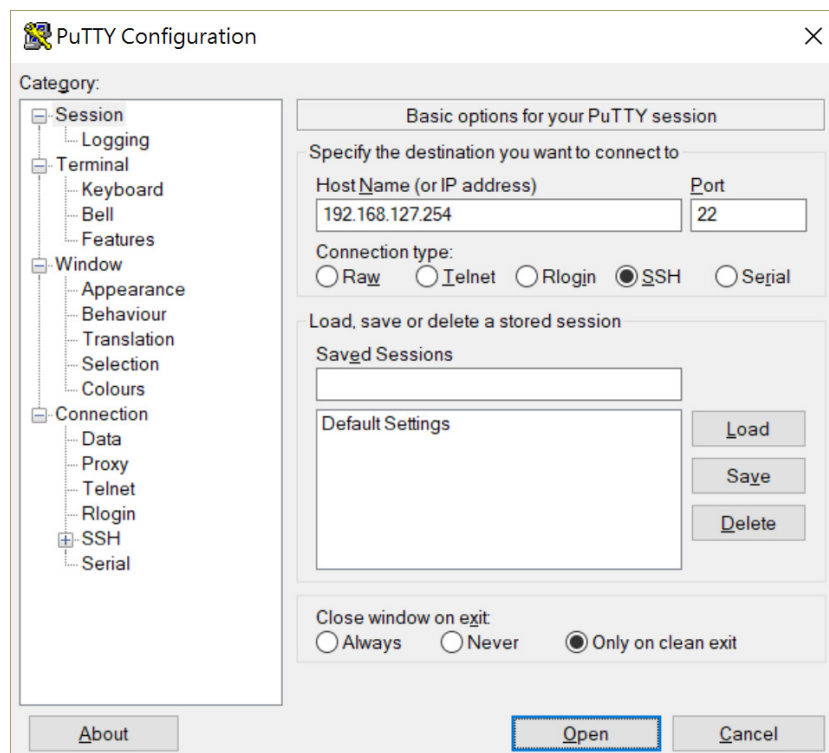 PuTTY Configuration
Category:
Session
Logging
Terminal
Keyboard
Bell
Features
Window
Appearance
Behaviour
Translation
Selection
Colours
Connection
Data
Proxy
Telnet
Rlogin
SSH
Serial
Basic options for your PuTTY session
Specify the destination you want to connect to
Host Name (or IP address) Port
192.168.127.254 22
Connection type:
Raw Telnet Rlogin SSH Serial
Load, save or delete a stored session
Saved Sessions
Default Settings
Load
Save
Delete
Close window on exit:
Always Never Only on clean exit
About Open Cancel